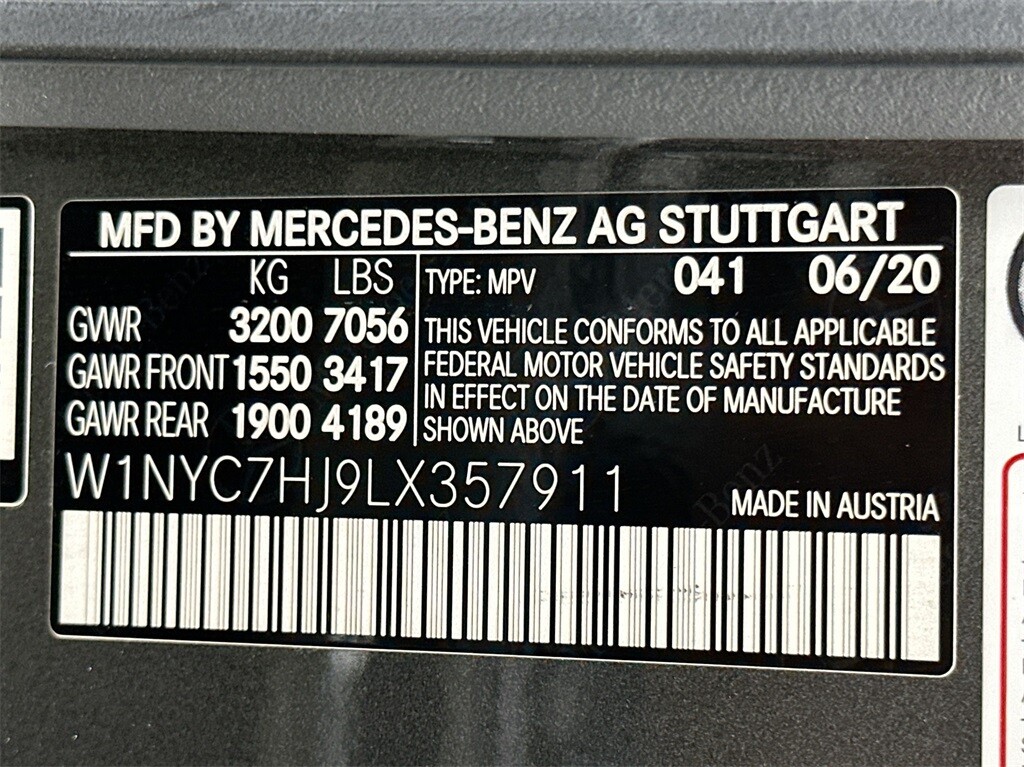 MFD BY MERCEDES-BENZ AG STUTTGART
KG LBS
GVWR 3200 7056
GAWR FRONT 1550 3417
GAWR REAR 1900 4189
TYPE: MPV 041 06/20
THIS VEHICLE CONFORMS TO ALL APPLICABLE
FEDERAL MOTOR VEHICLE SAFETY STANDARDS
IN EFFECT ON THE DATE OF MANUFACTURE
SHOWN ABOVE
W1NYC7HJ9LX357911
MADE IN AUSTRIA